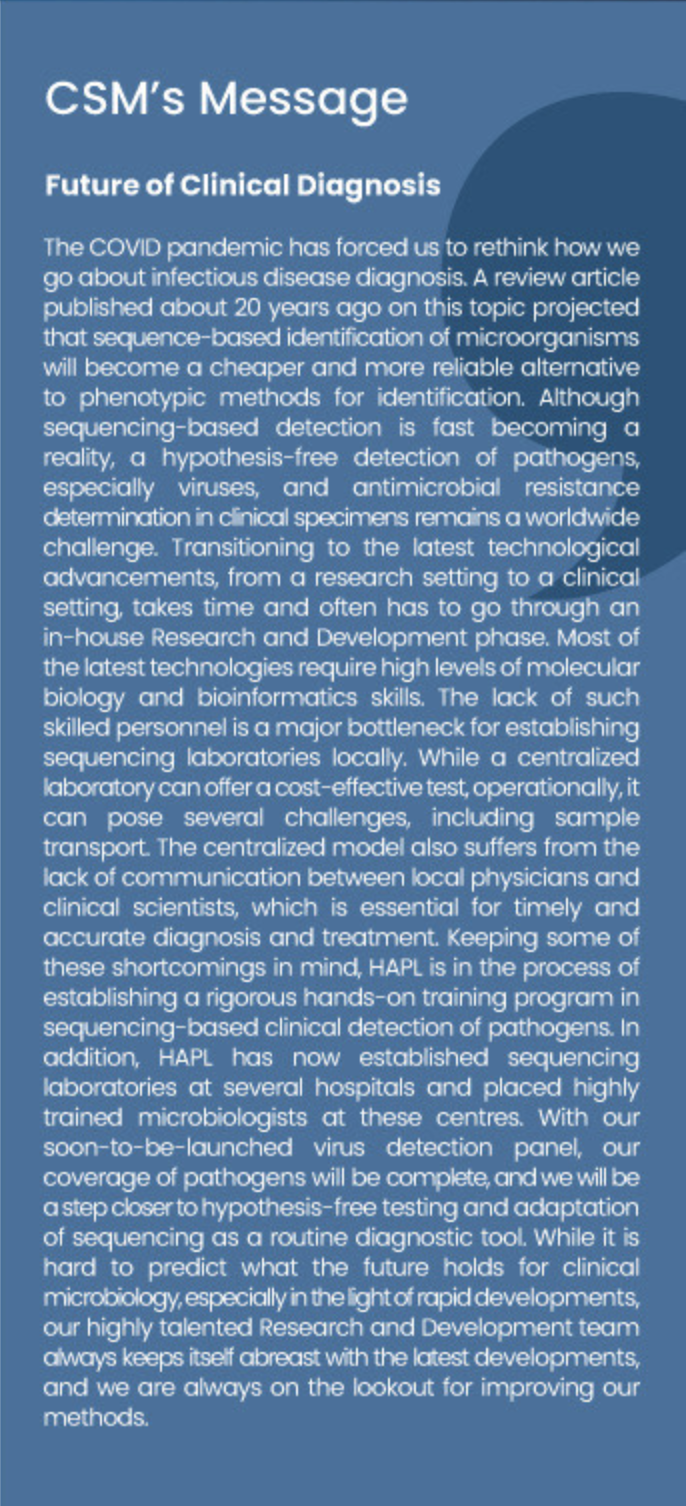 CSM’s Message
Future of Clinical Diagnosis
The COVID pandemic has forced us to rethink how we
go about infectious disease diagnosis. A review article
published about 20 years ago on this topic projected
that sequence-based identification of microorganisms
will become a cheaper and more reliable alternative
to phenotypic methods for identification. Although
sequencing-based detection is fast becoming a
reality, a hypothesis-free detection of pathogens,
especially viruses, and antimicrobial resistance
determination in clinical specimens remains a worldwide
challenge. Transitioning to the latest technological
advancements, from a research setting to a clinical
setting, takes time and often has to go through an
in-house Research and Development phase. Most of
the latest technologies require high levels of molecular
biology and bioinformatics skills. The lack of such
skilled personnel is a major bottleneck for establishing
sequencing laboratories locally. While a centralized
laboratory can offer a cost-effective test, operationally, it
can pose several challenges, including sample
transport. The centralized model also suffers from the
lack of communication between local physicians and
clinical scientists, which is essential for timely and
accurate diagnosis and treatment. Keeping some of
these shortcomings in mind, HAPL is in the process of
establishing a rigorous hands-on training program in
sequencing-based clinical detection of pathogens. In
addition, HAPL has now established sequencing
laboratories at several hospitals and placed highly
trained microbiologists at these centres. With our
soon-to-be-launched virus detection panel, our
coverage of pathogens will be complete, and we will be
a step closer to hypothesis-free testing and adaptation
of sequencing as a routine diagnostic tool. While it is
hard to predict what the future holds for clinical
microbiology, especially in the light of rapid developments,
our highly talented Research and Development team
always keeps itself abreast with the latest developments,
and we are always on the lookout for improving our
methods.